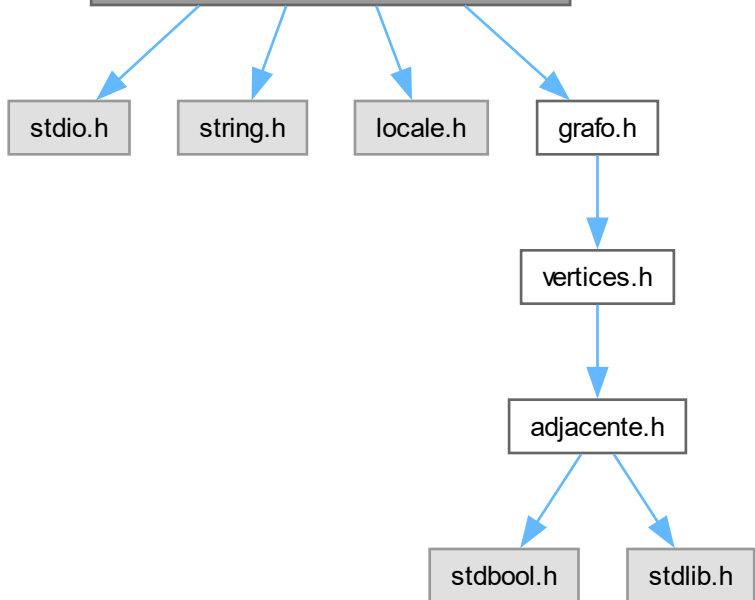 stdio.h
string.h
locale.h
grafo.h
vertices.h
adjacente.h
stdbool.h
stdlib.h